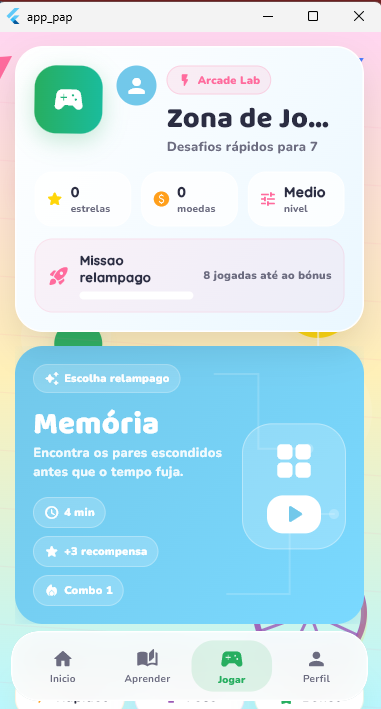 app_pap
Arcade Lab
Zona de Jo...
Desafios rápidos para 7
0
estrelas
0
moedas
Medio
nivel
Missao
relampago
8 jogadas até ao bónus
Escolha relampago
Memória
Encontra os pares escondidos
antes que o tempo fuja.
4 min
+3 recompensa
Combo 1
Inicio
Aprender
Jogar
Perfil